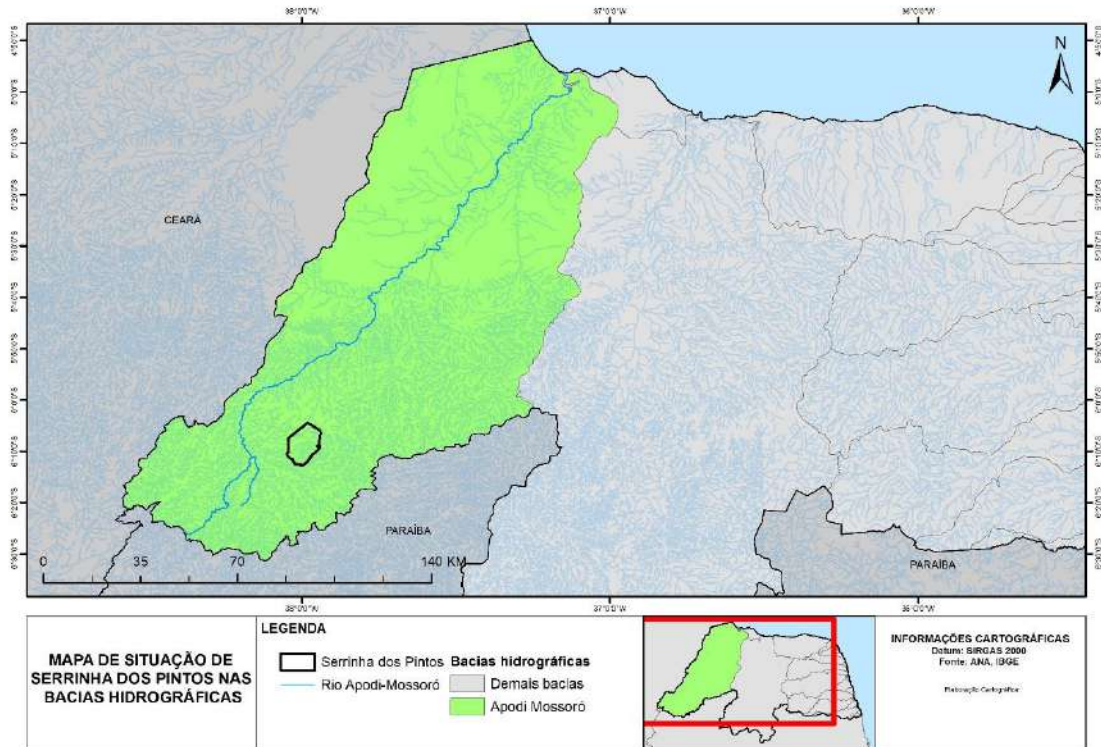 38°0'0"W
37°0'0"W
36°0'0"W
N
CEARÁ
PARAÍBA
PARAÍBA
0 35 70 140 KM
38°0'0"W
37°0'0"W
36°0'0"W
MAPA DE SITUAÇÃO DE
SERRINHA DOS PINTOS NAS
BACIAS HIDROGRÁFICAS
LEGENDA
Serrinha dos Pintos
Rio Apodi-Mossoró
Bacias hidrográficas
Demais bacias
Apodi Mossoró
INFORMAÇÕES CARTOGRÁFICAS
Datum: SIRGAS 2000
Fonte: ANA, IBGE
Elaboração Cartográfica: